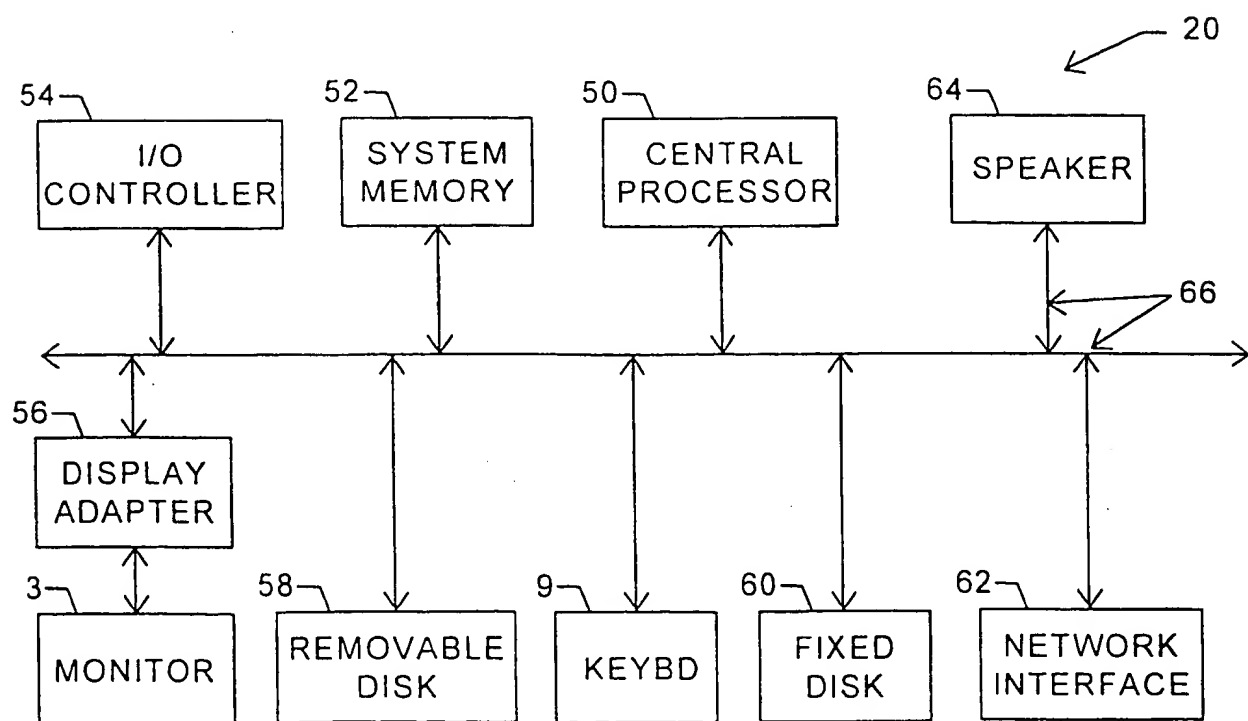 20
54
52
50
64
I/O
CONTROLLER
SYSTEM
MEMORY
CENTRAL
PROCESSOR
SPEAKER
66
56
DISPLAY
ADAPTER
3
58
9
60
62
MONITOR
REMOVABLE
DISK
KEYBD
FIXED
DISK
NETWORK
INTERFACE